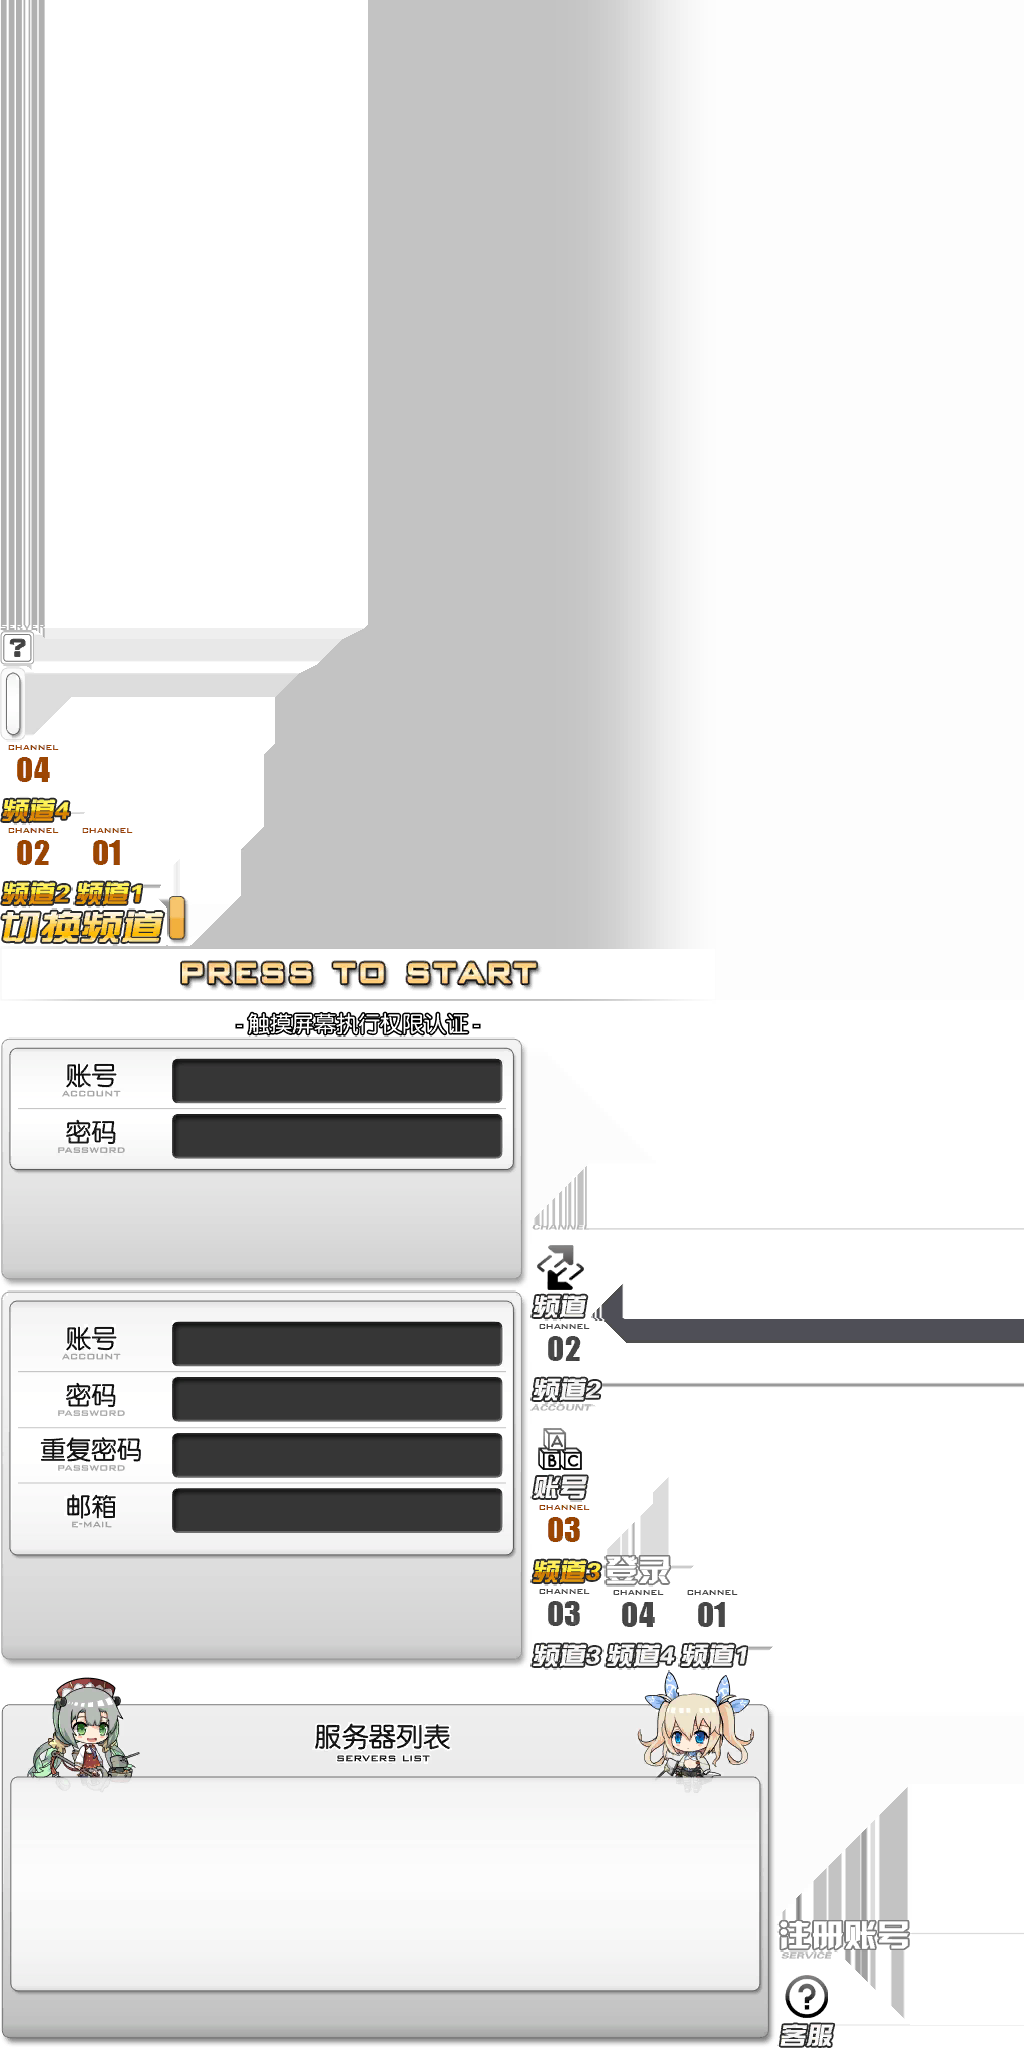 ?
CHANNEL
04
频道4
CHANNEL CHANNEL
02 01
频道2 频道1
切换频道
PRESS TO START
- 触摸屏幕执行权限认证 -
账号
ACCOUNT
密码
PASSWORD
CHANNEL
频道
CHANNEL
02
频道2
ACCOUNT
A
B C
账号
CHANNEL
03
频道3 登录
CHANNEL CHANNEL CHANNEL
03 04 01
频道3 频道4 频道1
账号
ACCOUNT
密码
PASSWORD
重复密码
PASSWORD
邮箱
E-MAIL
服务器列表
SERVERS LIST
注册账号
SERVICE
?
客服